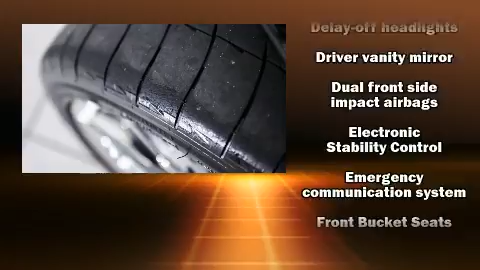 Delay-off headlights
Driver vanity mirror
Dual front side
impact airbags
Electronic
Stability Control
Emergency
communication system
Front Bucket Seats